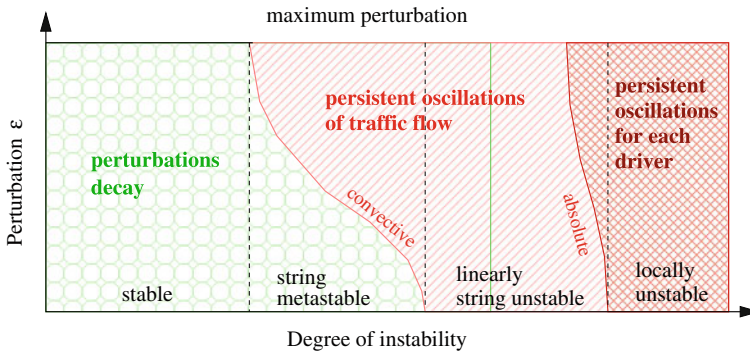 maximum perturbation
Perturbation ε
perturbations
decay
persistent oscillations
of traffic flow
persistent
oscillations
for each
driver
convective
absolute
stable
string
metastable
linearly
string unstable
locally
unstable
Degree of instability